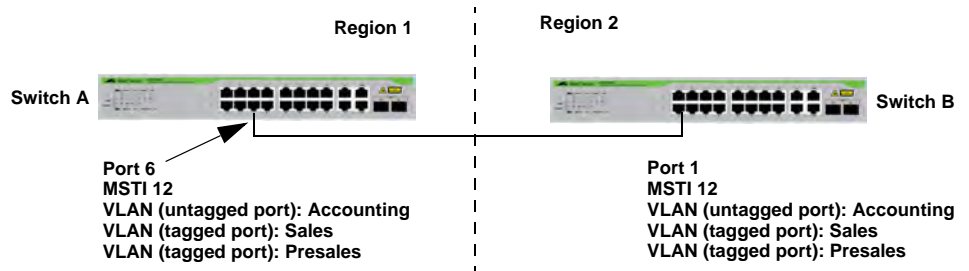 Region 1
Region 2
Switch A
Switch B
Port 6
MSTI 12
VLAN (untagged port): Accounting
VLAN (tagged port): Sales
VLAN (tagged port): Presales
Port 1
MSTI 12
VLAN (untagged port): Accounting
VLAN (tagged port): Sales
VLAN (tagged port): Presales